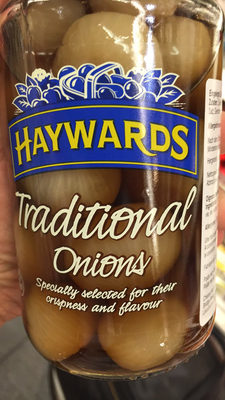 HAYWARDS
Traditional
Onions
Specially selected for their
crispness and flavour